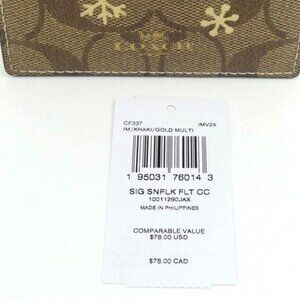 COACH
CF337 IMV2X
IM/KHAKI/GOLD MULTI
1 95031 76014 3
SIG SNFLK FLT CC
10011290JAX
MADE IN PHILIPPINES
COMPARABLE VALUE
$78.00 USD
$78.00 CAD